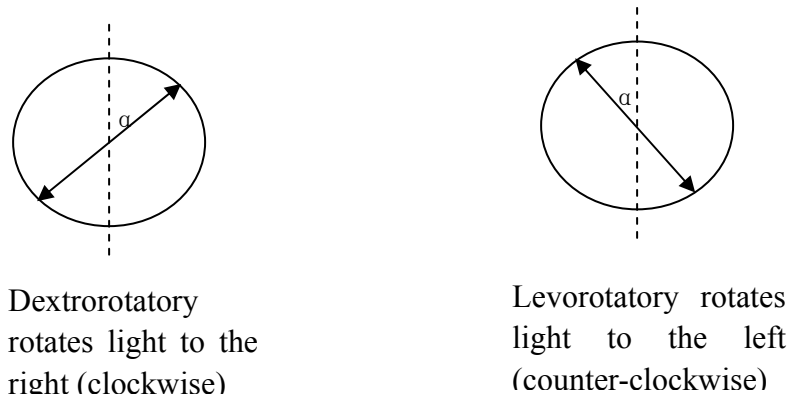 α
α
Dextrorotatory
rotates light to the
right (clockwise)
Levorotatory rotates
light to the left
(counter-clockwise)